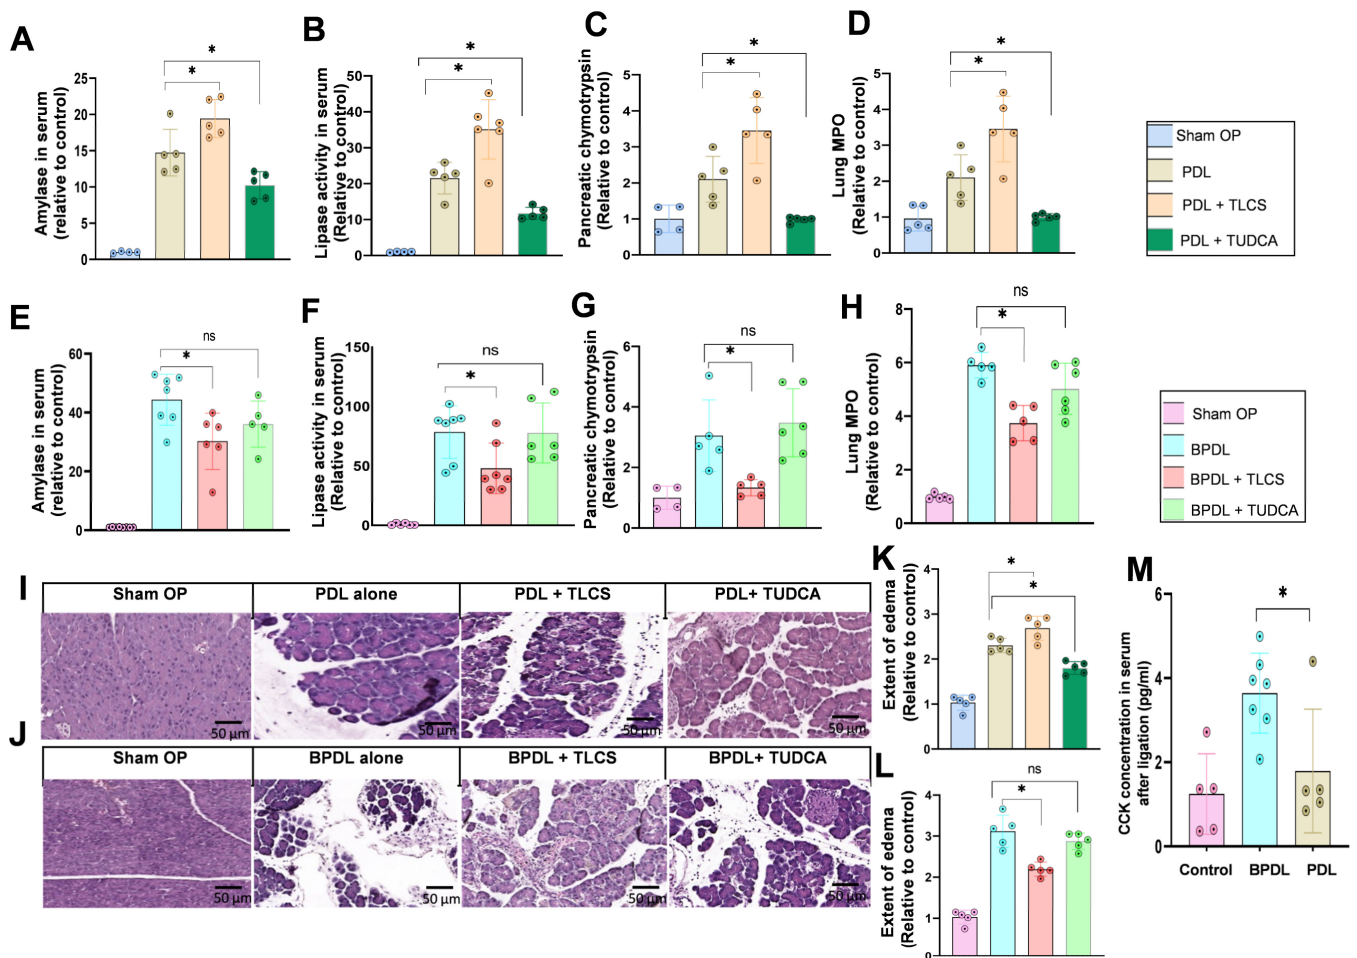 A
Amylase in serum
(relative to control)
25
20
15
10
5
0
*
*
B
Lipase activity in serum
(Relative to control)
50
40
30
20
10
0
*
*
C
Pancreatic chymotrypsin
(Relative to control)
5
4
3
2
1
0
*
*
D
Lung MPO
(Relative to control)
5
4
3
2
1
0
*
*
Sham OP
PDL
PDL + TLCS
PDL + TUDCA
E
Amylase in serum
(relative to control)
60
40
20
0
ns
*
F
Lipase activity in serum
(Relative to control)
150
100
50
0
ns
*
G
Pancreatic chymotrypsin
(Relative to control)
6
4
2
0
ns
*
H
Lung MPO
(Relative to control)
8
6
4
2
0
ns
*
Sham OP
BPDL
BPDL + TLCS
BPDL + TUDCA
I
Sham OP
PDL alone
PDL + TLCS
PDL+ TUDCA
50 µm
50 µm
50 µm
50 µm
J
Sham OP
BPDL alone
BPDL + TLCS
BPDL+ TUDCA
50 µm
50 µm
50 µm
50 µm
K
Extent of edema
(Relative to control)
4
3
2
1
0
*
*
L
Extent of edema
(Relative to control)
4
3
2
1
0
ns
*
M
CCK concentration in serum
after ligation (pg/ml)
6
4
2
0
*
Control
BPDL
PDL